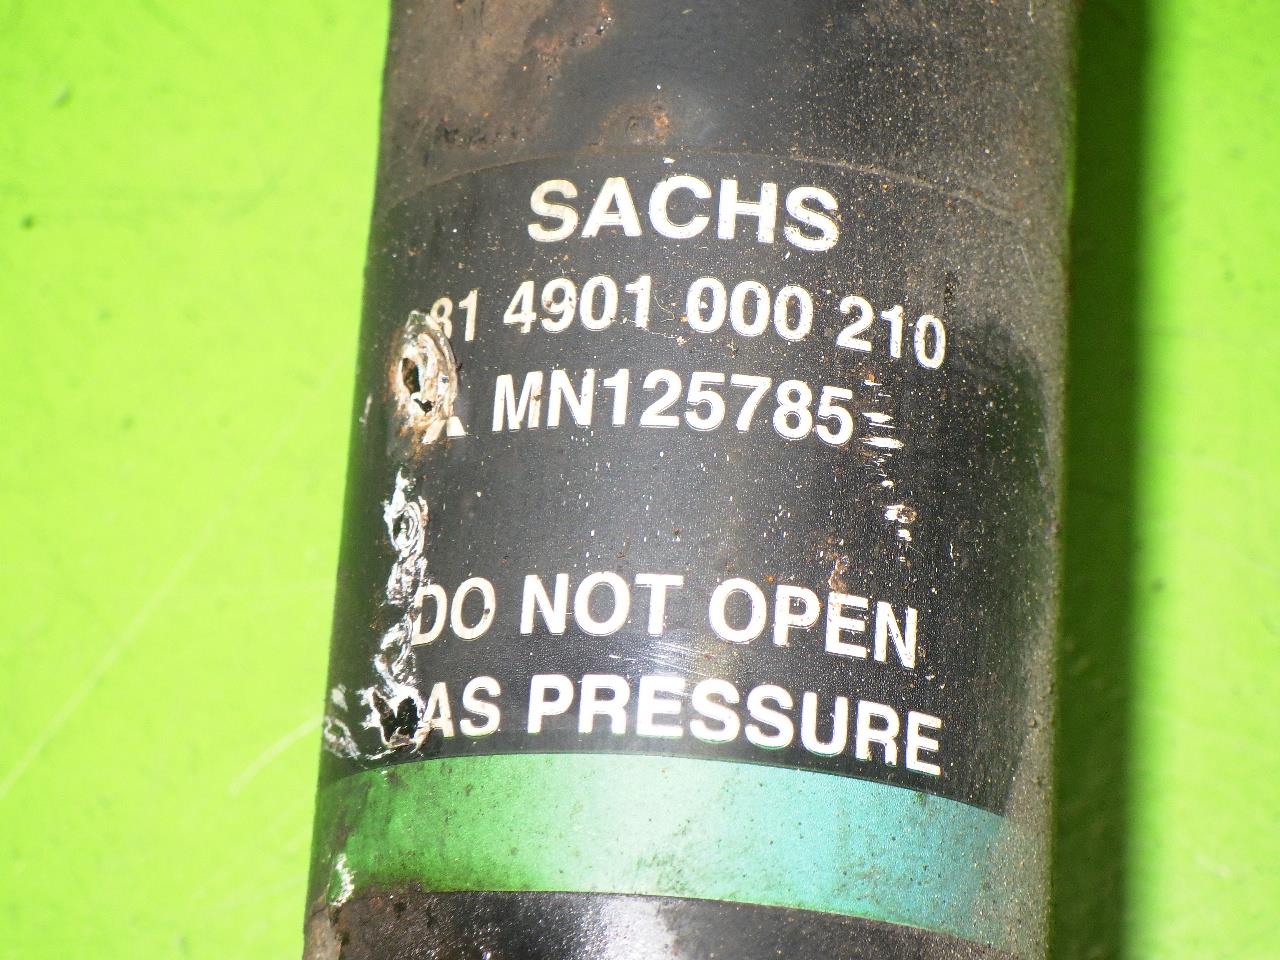 SACHS
81 4901 000 210
MN125785
DO NOT OPEN
AS PRESSURE